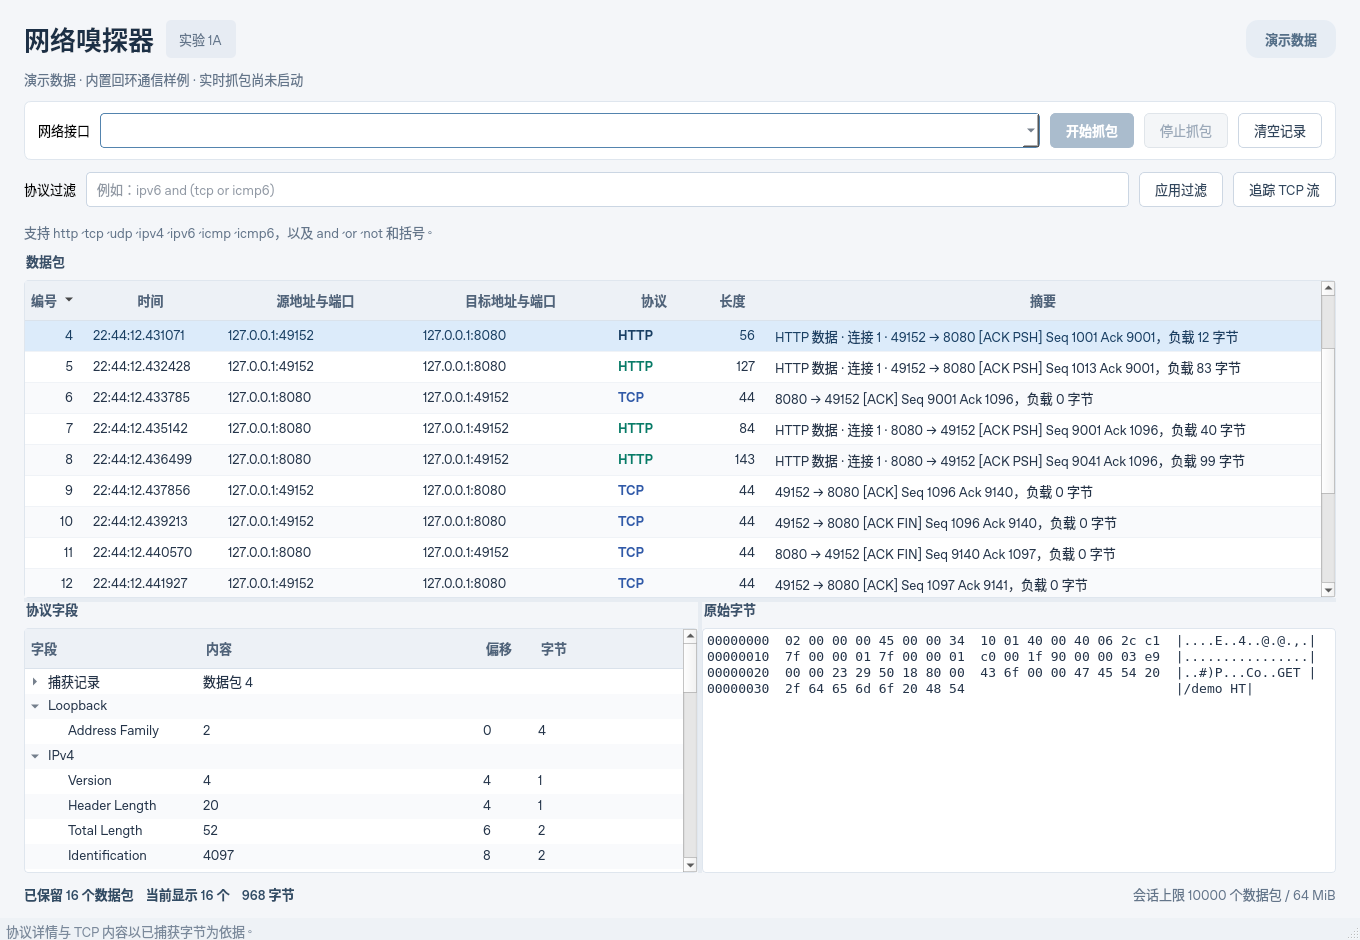 网络嗅探器 实验 1A 演示数据
演示数据 · 内置回环通信样例 · 实时抓包尚未启动
网络接口 开始抓包 停止抓包 清空记录
协议过滤 例如：ipv6 and (tcp or icmp6) 应用过滤 追踪 TCP 流
支持 http、tcp、udp、ipv4、ipv6、icmp、icmp6，以及 and、or、not 和括号。
数据包
编号 时间 源地址与端口 目标地址与端口 协议 长度 摘要
4 22:44:12.431071 127.0.0.1:49152 127.0.0.1:8080 HTTP 56 HTTP 数据 · 连接 1 · 49152 → 8080 [ACK PSH] Seq 1001 Ack 9001，负载 12 字节
5 22:44:12.432428 127.0.0.1:49152 127.0.0.1:8080 HTTP 127 HTTP 数据 · 连接 1 · 49152 → 8080 [ACK PSH] Seq 1013 Ack 9001，负载 83 字节
6 22:44:12.433785 127.0.0.1:8080 127.0.0.1:49152 TCP 44 8080 → 49152 [ACK] Seq 9001 Ack 1096，负载 0 字节
7 22:44:12.435142 127.0.0.1:8080 127.0.0.1:49152 HTTP 84 HTTP 数据 · 连接 1 · 8080 → 49152 [ACK PSH] Seq 9001 Ack 1096，负载 40 字节
8 22:44:12.436499 127.0.0.1:8080 127.0.0.1:49152 HTTP 143 HTTP 数据 · 连接 1 · 8080 → 49152 [ACK PSH] Seq 9041 Ack 1096，负载 99 字节
9 22:44:12.437856 127.0.0.1:49152 127.0.0.1:8080 TCP 44 49152 → 8080 [ACK] Seq 1096 Ack 9140，负载 0 字节
10 22:44:12.439213 127.0.0.1:49152 127.0.0.1:8080 TCP 44 49152 → 8080 [ACK FIN] Seq 1096 Ack 9140，负载 0 字节
11 22:44:12.440570 127.0.0.1:8080 127.0.0.1:49152 TCP 44 8080 → 49152 [ACK FIN] Seq 9140 Ack 1097，负载 0 字节
12 22:44:12.441927 127.0.0.1:49152 127.0.0.1:8080 TCP 44 49152 → 8080 [ACK] Seq 1097 Ack 9141，负载 0 字节
协议字段
字段 内容 偏移 字节
捕获记录 数据包 4
Loopback
Address Family 2 0 4
IPv4
Version 4 4 1
Header Length 20 4 1
Total Length 52 6 2
Identification 4097 8 2
原始字节
00000000  02 00 00 00 45 00 00 34  10 01 40 00 40 06 2c c1  |....E..4..@.@.,.|
00000010  7f 00 00 01 7f 00 00 01  c0 00 1f 90 00 00 03 e9  |................|
00000020  00 00 23 29 50 18 80 00  43 6f 00 00 47 45 54 20  |..#)P...Co..GET |
00000030  2f 64 65 6d 6f 20 48 54                           |/demo HT|
已保留 16 个数据包 当前显示 16 个 968 字节 会话上限 10000 个数据包 / 64 MiB
协议详情与 TCP 内容以已捕获字节为依据。